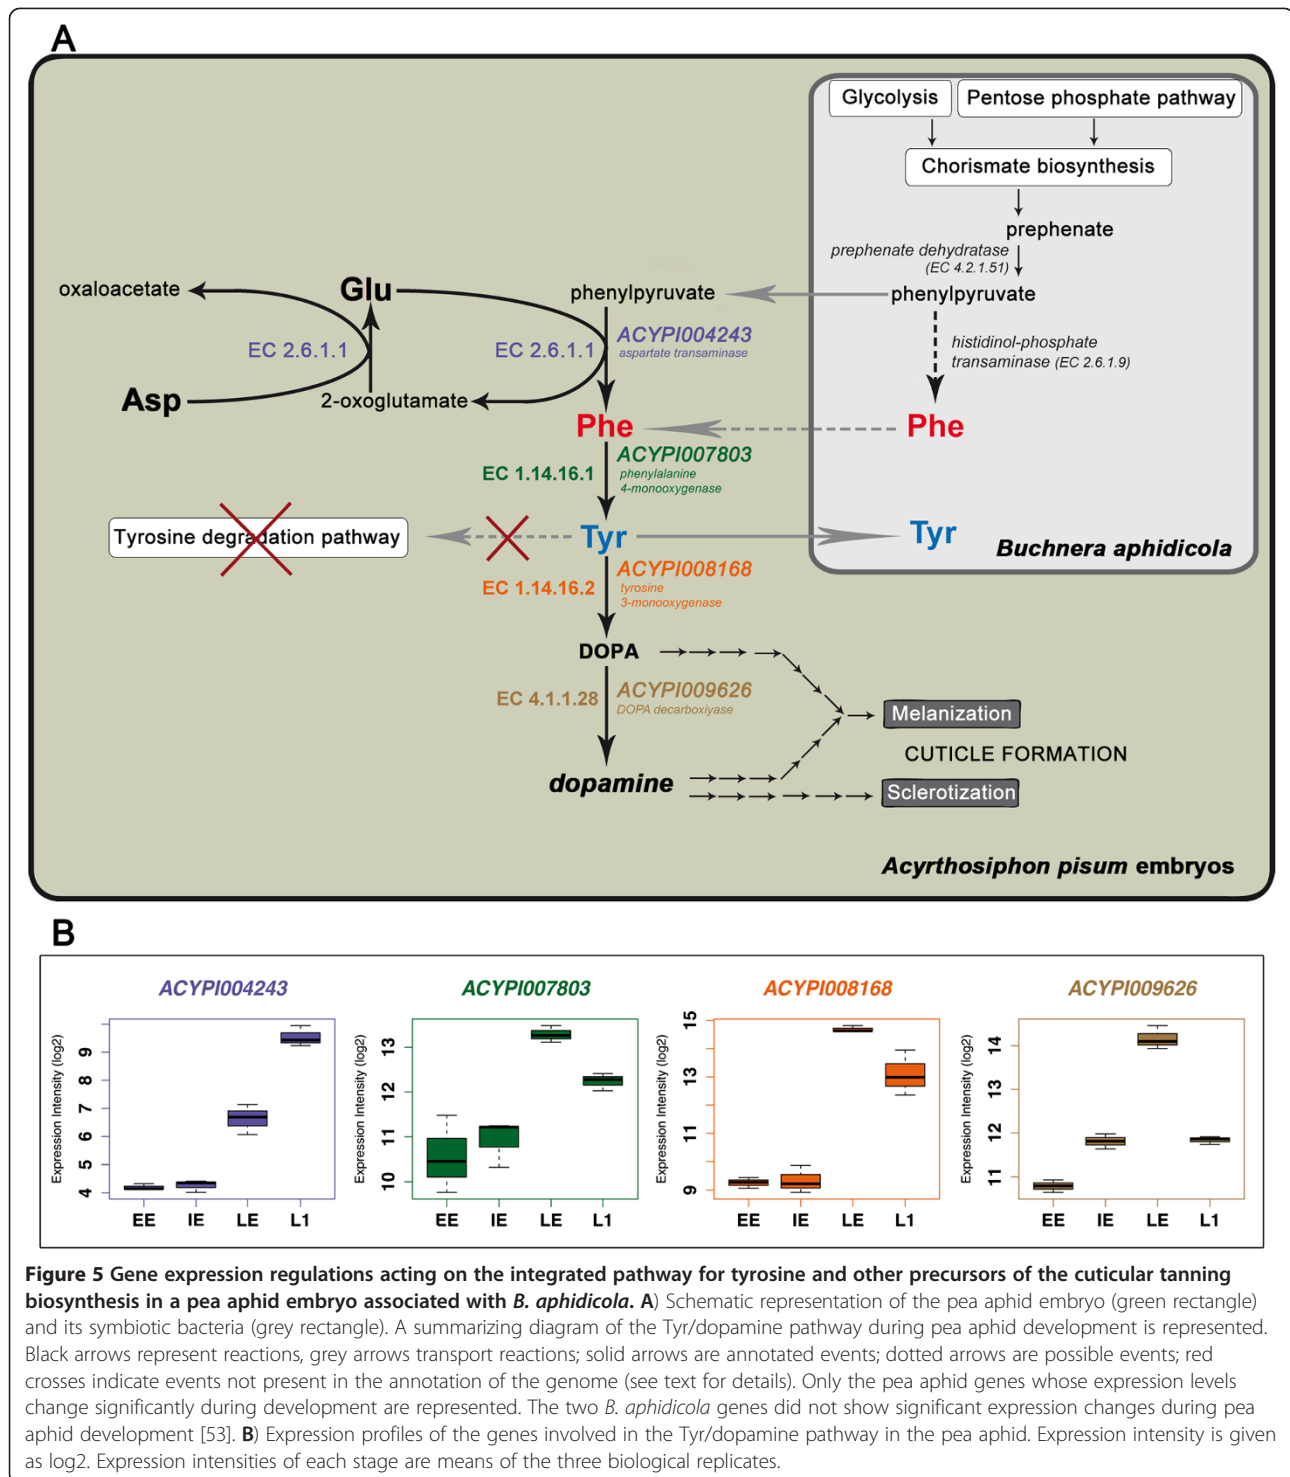 A
Glycolysis
Pentose phosphate pathway
Chorismate biosynthesis
prephenate
prephenate dehydratase
(EC 4.2.1.51)
oxaloacetate
Glu
phenylpyruvate
phenylpyruvate
EC 2.6.1.1
EC 2.6.1.1
ACYPI004243
aspartate transaminase
histidinol-phosphate
transaminase (EC 2.6.1.9)
Asp
2-oxoglutamate
Phe
Phe
EC 1.14.16.1
ACYPI007803
phenylalanine
4-monooxygenase
Tyrosine degradation pathway
Tyr
Tyr
Buchnera aphidicola
EC 1.14.16.2
ACYPI008168
tyrosine
3-monooxygenase
DOPA
EC 4.1.1.28
ACYPI009626
DOPA decarboxiyase
Melanization
CUTICLE FORMATION
dopamine
Sclerotization
Acyrthosiphon pisum embryos
B
ACYPI004243
Expression Intensity (log2)
9
8
7
6
5
4
EE IE LE L1
ACYPI007803
Expression Intensity (log2)
13
12
11
10
EE IE LE L1
ACYPI008168
Expression Intensity (log2)
15
13
11
9
EE IE LE L1
ACYPI009626
Expression Intensity (log2)
14
13
12
11
EE IE LE L1
Figure 5 Gene expression regulations acting on the integrated pathway for tyrosine and other precursors of the cuticular tanning
biosynthesis in a pea aphid embryo associated with B. aphidicola. A) Schematic representation of the pea aphid embryo (green rectangle)
and its symbiotic bacteria (grey rectangle). A summarizing diagram of the Tyr/dopamine pathway during pea aphid development is represented.
Black arrows represent reactions, grey arrows transport reactions; solid arrows are annotated events; dotted arrows are possible events; red
crosses indicate events not present in the annotation of the genome (see text for details). Only the pea aphid genes whose expression levels
change significantly during development are represented. The two B. aphidicola genes did not show significant expression changes during pea
aphid development [53]. B) Expression profiles of the genes involved in the Tyr/dopamine pathway in the pea aphid. Expression intensity is given
as log2. Expression intensities of each stage are means of the three biological replicates.